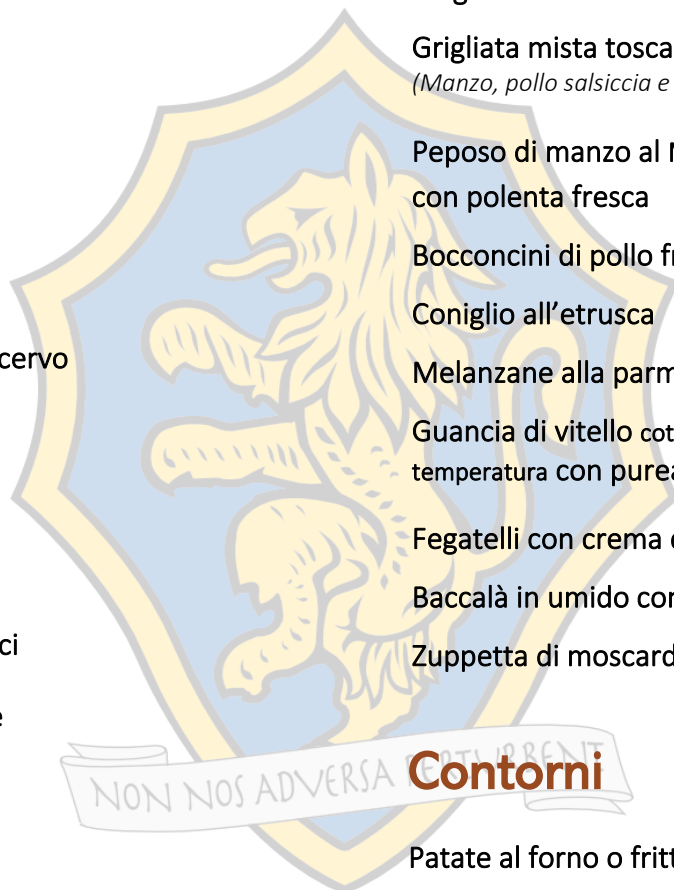 Grigliata mista tosca
(Manzo, pollo salsiccia e
Peposo di manzo al
con polenta fresca
Bocconcini di pollo fr
Coniglio all’etrusca
cervo
Melanzane alla parm
Guancia di vitello cot
temperatura con purea
Fegatelli con crema
Baccalà in umido con
ci
Zuppetta di moscard
e
NON NOS ADVERSA PERTURBENT
Contorni
Patate al forno o fritt